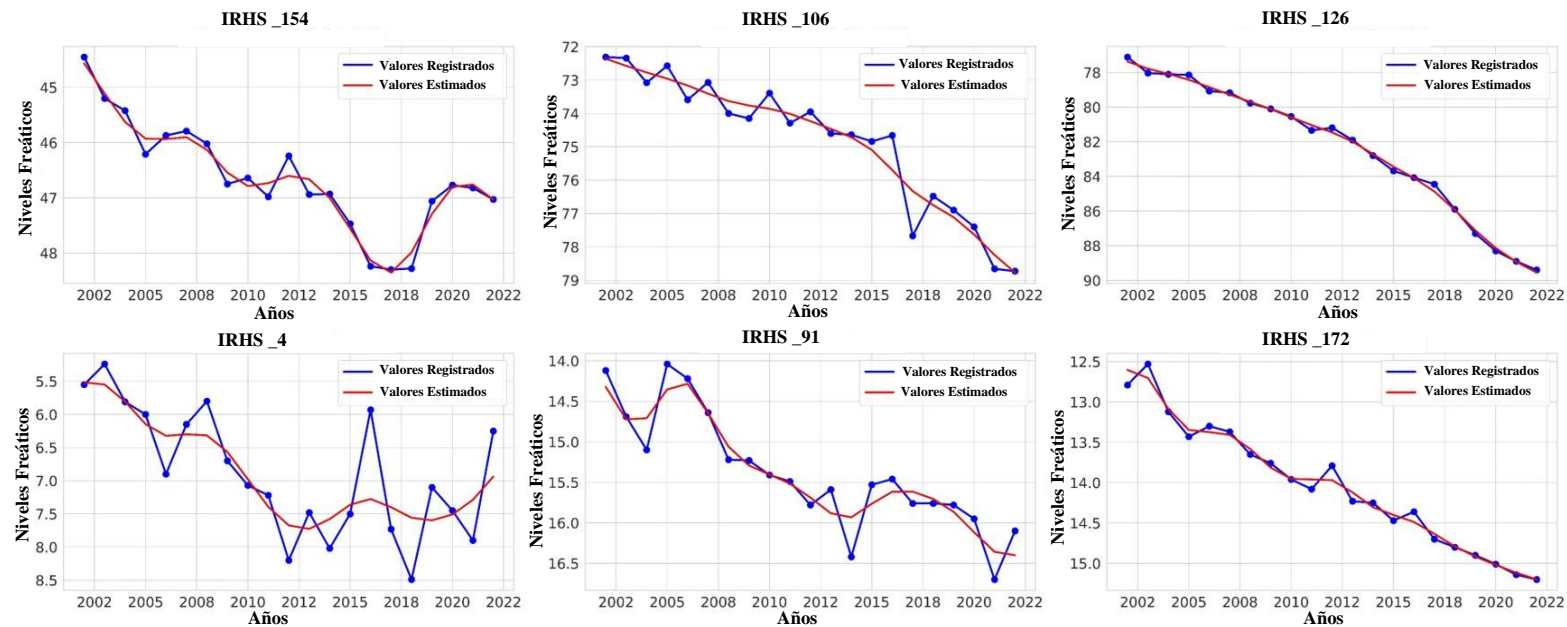 IRHS _154
Niveles Freáticos
45
46
47
48
Valores Registrados
Valores Estimados
2002 2005 2008 2010 2012 2015 2018 2020 2022
Años
IRHS _106
Niveles Freáticos
72
73
74
75
76
77
78
79
Valores Registrados
Valores Estimados
2002 2005 2008 2010 2012 2015 2018 2020 2022
Años
IRHS _126
Niveles Freáticos
78
80
82
84
86
88
90
Valores Registrados
Valores Estimados
2002 2005 2008 2010 2012 2015 2018 2020 2022
Años
IRHS _4
Niveles Freáticos
5.5
6.0
6.5
7.0
7.5
8.0
8.5
Valores Registrados
Valores Estimados
2002 2005 2008 2010 2012 2015 2018 2020 2022
Años
IRHS _91
Niveles Freáticos
14.0
14.5
15.0
15.5
16.0
16.5
Valores Registrados
Valores Estimados
2002 2005 2008 2010 2012 2015 2018 2020 2022
Años
IRHS _172
Niveles Freáticos
12.5
13.0
13.5
14.0
14.5
15.0
Valores Registrados
Valores Estimados
2002 2005 2008 2010 2012 2015 2018 2020 2022
Años